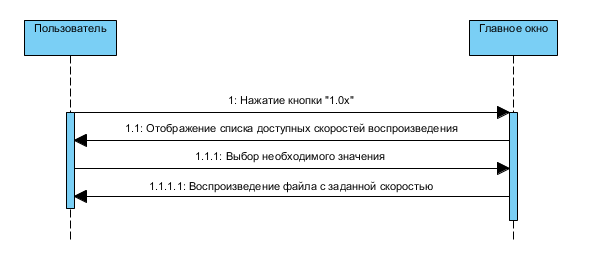 Пользователь
Главное окно
1: Нажатие кнопки "1.0x"
1.1: Отображение списка доступных скоростей воспроизведения
1.1.1: Выбор необходимого значения
1.1.1.1: Воспроизведение файла с заданной скоростью